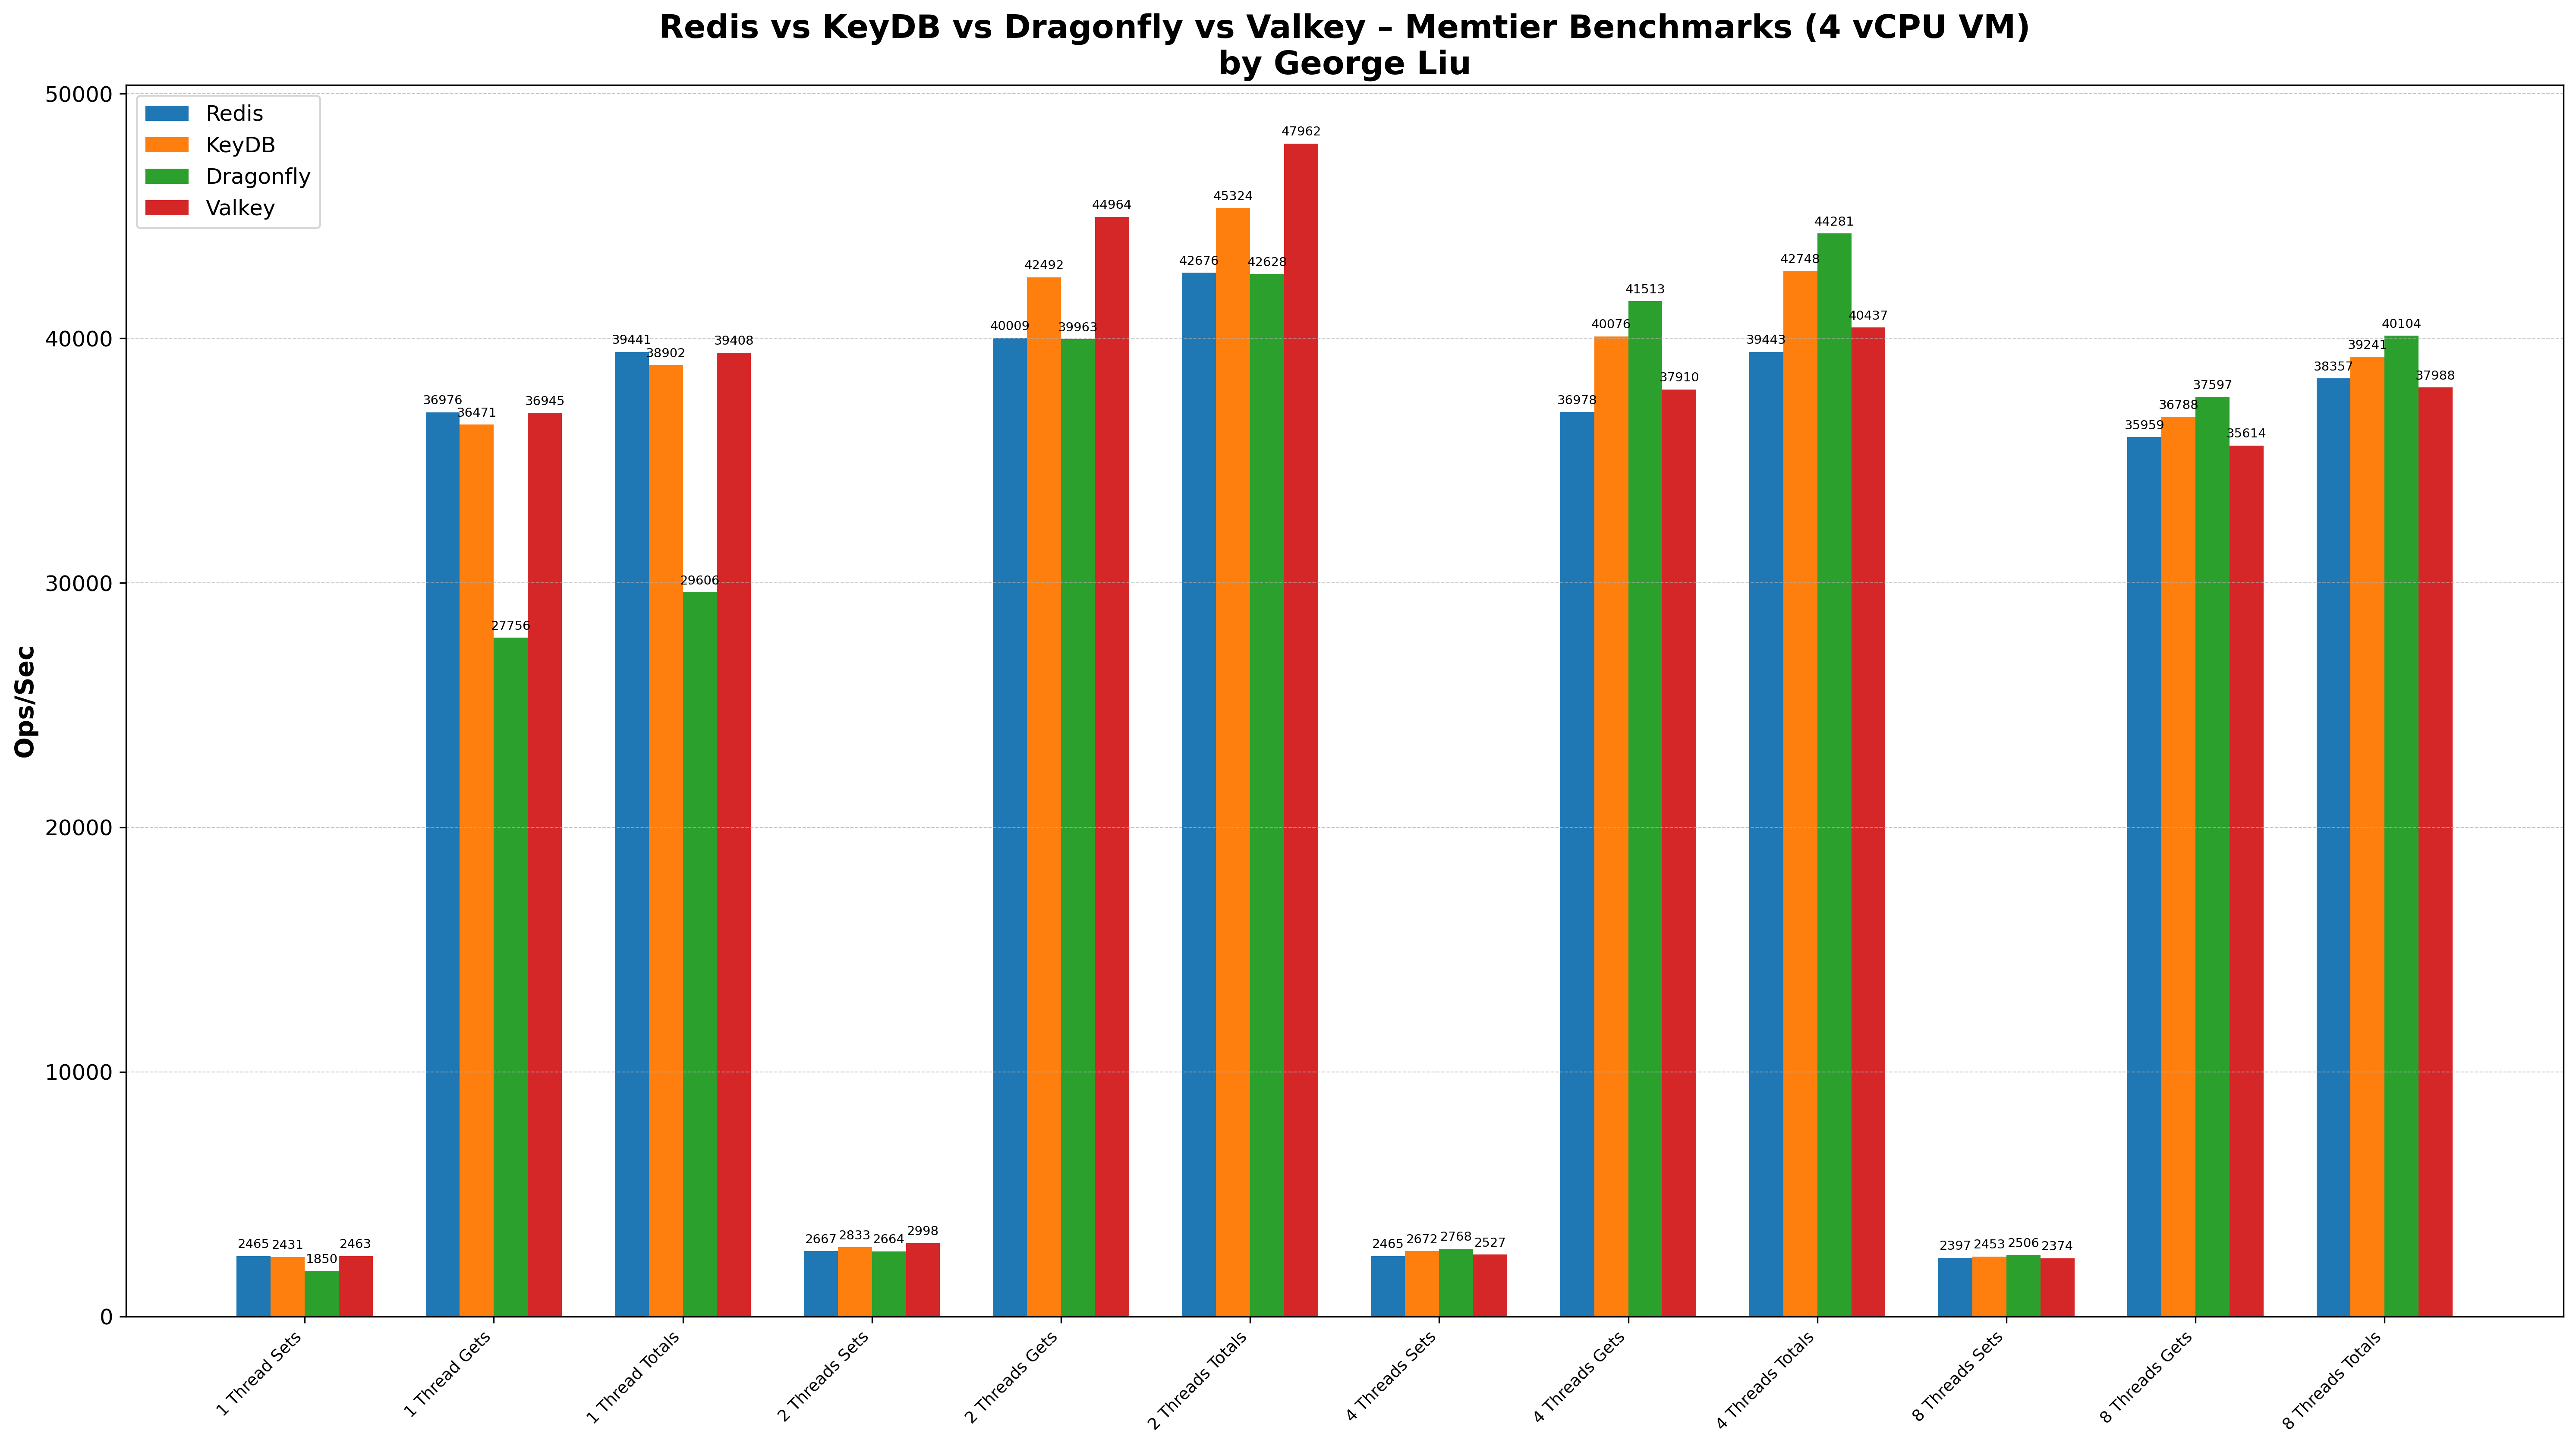 Redis vs KeyDB vs Dragonfly vs Valkey – Memtier Benchmarks (4 vCPU VM)
by George Liu
Redis
KeyDB
Dragonfly
Valkey
Ops/Sec
50000
40000
30000
20000
10000
0
2465 2431 1850 2463
36976 36471 27756 36945
39441 38902 29606 39408
2667 2833 2664 2998
40009 42492 39963 44964
42676 45324 42628 47962
2465 2672 2768 2527
36978 40076 41513 37910
39443 42748 44281 40437
2397 2453 2506 2374
35959 36788 37597 35614
38357 39241 40104 37988
1 Thread Sets
1 Thread Gets
1 Thread Totals
2 Threads Sets
2 Threads Gets
2 Threads Totals
4 Threads Sets
4 Threads Gets
4 Threads Totals
8 Threads Sets
8 Threads Gets
8 Threads Totals